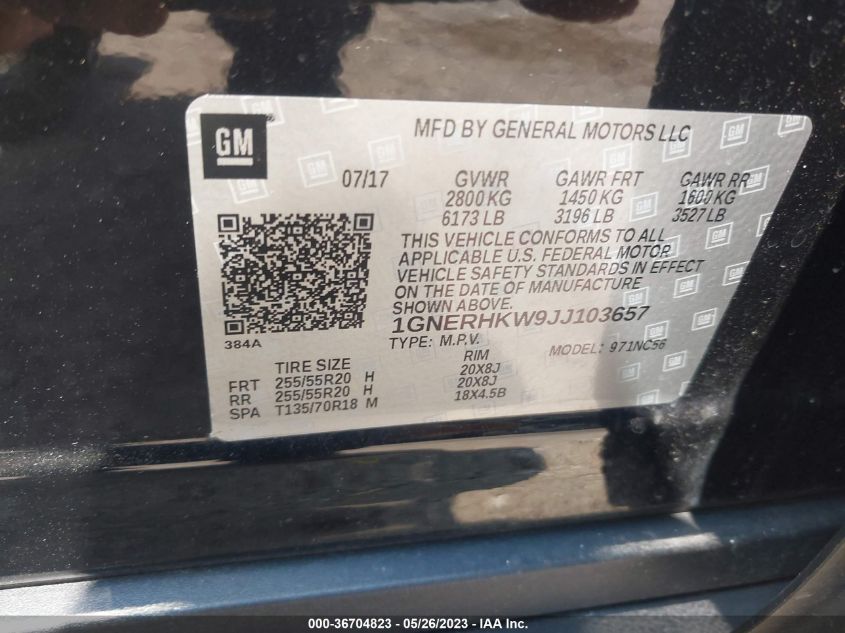 GM
MFD BY GENERAL MOTORS LLC
07/17 GVWR GAWR FRT GAWR RR
2800 KG 1450 KG 1600 KG
6173 LB 3196 LB 3527 LB
THIS VEHICLE CONFORMS TO ALL
APPLICABLE U.S. FEDERAL MOTOR
VEHICLE SAFETY STANDARDS IN EFFECT
ON THE DATE OF MANUFACTURE
SHOWN ABOVE.
1GNERHKW9JJ103657
384A
TYPE: M.P.V. MODEL: 971NC56
TIRE SIZE RIM
FRT 255/55R20 H 20X8J
RR 255/55R20 H 20X8J
SPA T135/70R18 M 18X4.5B
000-36704823 - 05/26/2023 - IAA Inc.